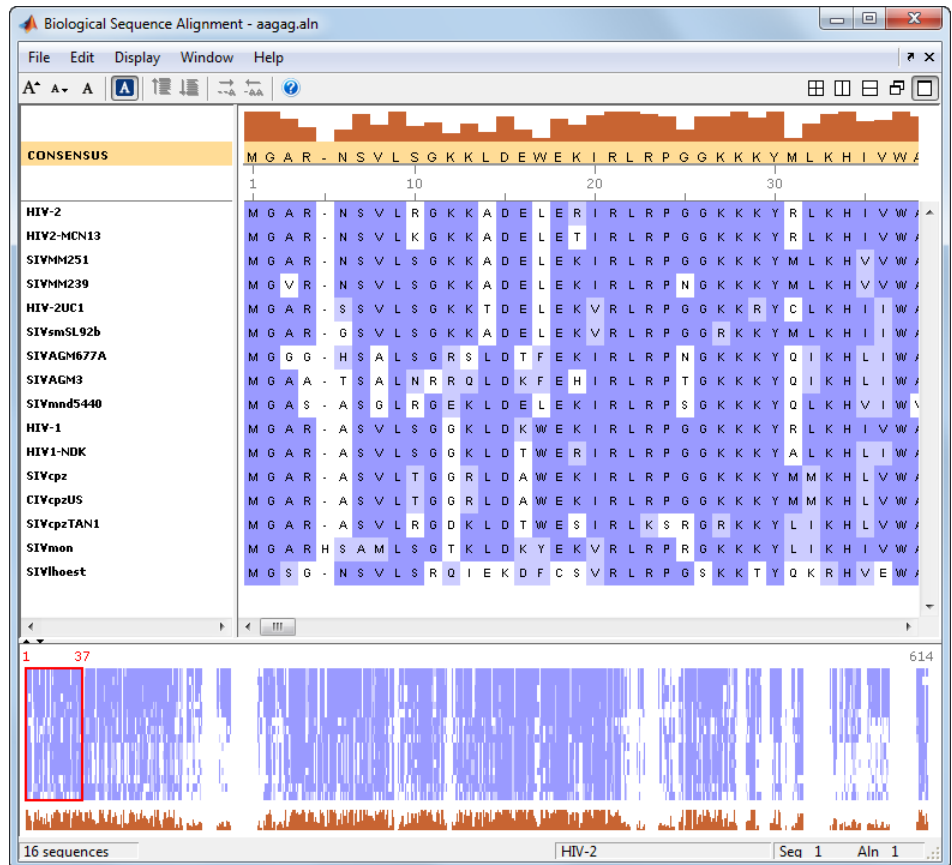 Biological Sequence Alignment - aagag.aln
File Edit Display Window Help
A A A A
CONSENSUS M G A R - N S V L S G K K L D E W E K I R L R P G G K K K Y M L K H I V W A
1 10 20 30
HIV-2 M G A R - N S V L R G K K A D E L E R I R L R P G G K K K Y R L K H I V W A
HIV2-MCN13 M G A R - N S V L K G K K A D E L E T I R L R P G G K K K Y R L K H I V W A
SIVMM251 M G A R - N S V L S G K K A D E L E K I R L R P G G K K K Y M L K H V V W A
SIVMM239 M G V R - N S V L S G K K A D E L E K I R L R P N G K K K Y M L K H V V W A
HIV-2UC1 M G A R - S S V L S G K K T D E L E K V R L R P G G K K R Y C L K H I I W A
SIVsmSL92b M G A R - G S V L S G K K A D E L E K V R L R P G G R K K Y M L K H I I W A
SIVAGM677A M G G G - H S A L S G R S L D T F E K I R L R P N G K K K Y Q I K H L I W A
SIVAGM3 M G A A - T S A L N R R Q L D K F E H I R L R P T G K K K Y Q I K H L I W A
SIVmnd5440 M G A S - A S G L R G E K L D E L E K I R L R P S G K K K Y Q L K H V I W V
HIV-1 M G A R - A S V L S G G K L D K W E K I R L R P G G K K K Y R L K H I V W A
HIV1-NDK M G A R - A S V L S G G K L D T W E R I R L R P G G K K K Y A L K H L I W A
SIVcpz M G A R - A S V L T G G R L D A W E K I R L R P G G K K K Y M M K H L V W A
CIVcpzUS M G A R - A S V L T G G R L D A W E K I R L R P G G K K K Y M M K H L V W A
SIVcpzTAN1 M G A R - A S V L R G D K L D T W E S I R L K S R G R K K Y L I K H L V W A
SIVmon M G A R H S A M L S G T K L D K Y E K V R L R P R G K K K Y L I K H I V W A
SIVlhoest M G S G - N S V L S R Q I E K D F C S V R L R P G S K K T Y Q K R H V E W A
1 37 614
16 sequences HIV-2 Seq 1 Aln 1